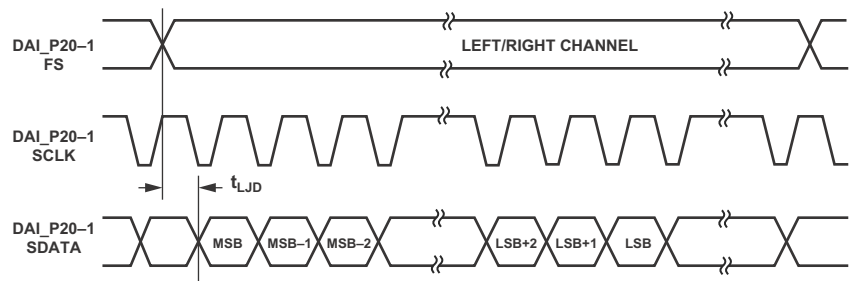 DAI_P20–1
FS
LEFT/RIGHT CHANNEL
DAI_P20–1
SCLK
tLJD
DAI_P20–1
SDATA
MSB
MSB–1
MSB–2
LSB+2
LSB+1
LSB